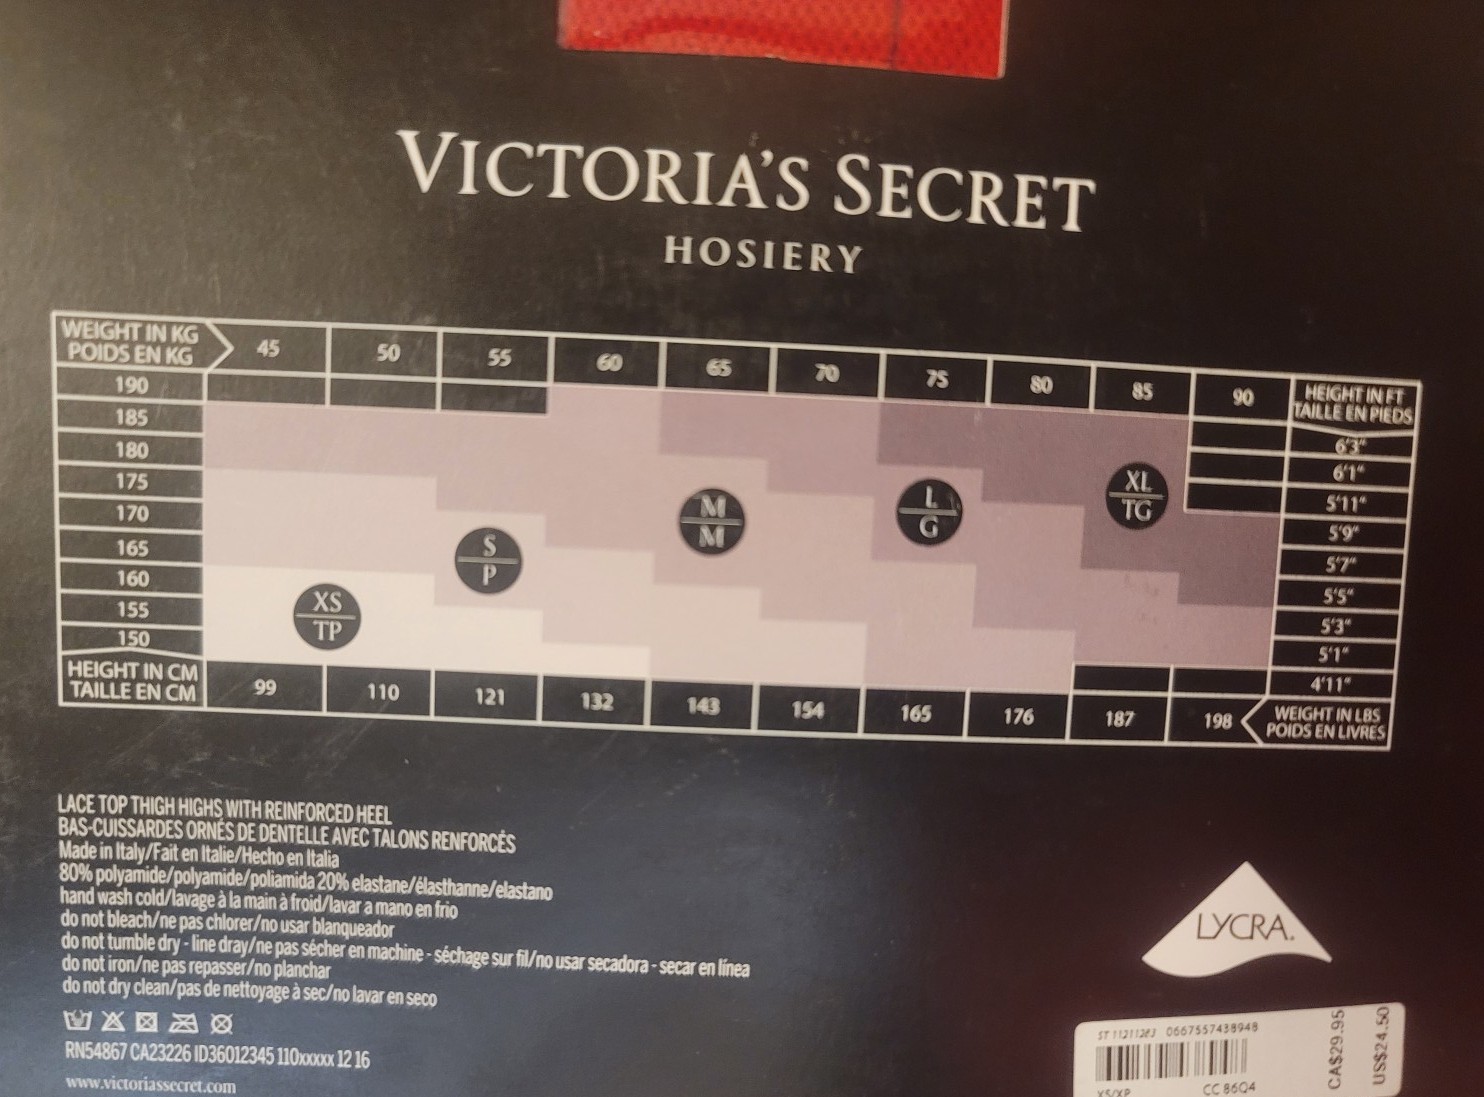 VICTORIA'S SECRET
HOSIERY
WEIGHT IN KG
POIDS EN KG
45 50 55 60 65 70 75 80 85 90
HEIGHT IN FT
TAILLE EN PIEDS
190
185 6'3"
180 6'1"
175 5'11"
170 5'9"
165 5'7"
160 5'5"
155 5'3"
150 5'1"
4'11"
XL
TG
L
G
M
M
S
P
XS
TP
HEIGHT IN CM
TAILLE EN CM
99 110 121 132 143 154 165 176 187 198
WEIGHT IN LBS
POIDS EN LIVRES
LACE TOP THIGH HIGHS WITH REINFORCED HEEL
BAS-CUISSARDES ORNÉS DE DENTELLE AVEC TALONS RENFORCÉS
Made in Italy/Fait en Italie/Hecho en Italia
80% polyamide/polyamide/poliamida 20% elastane/élasthanne/elastano
hand wash cold/lavage à la main à froid/lavar a mano en frio
do not bleach/ne pas chlorer/no usar blanqueador
do not tumble dry - line dray/ne pas sécher en machine - séchage sur fil/no usar secadora - secar en línea
do not iron/ne pas repasser/no planchar
do not dry clean/pas de nettoyage à sec/no lavar en seco
RN54867 CA23226 ID36012345 110xxxxx 12 16
www.victoriassecret.com
LYCRA.
ST 0667557438948
CC 86Q4
XS/XP
CA$29.95
US$24.50